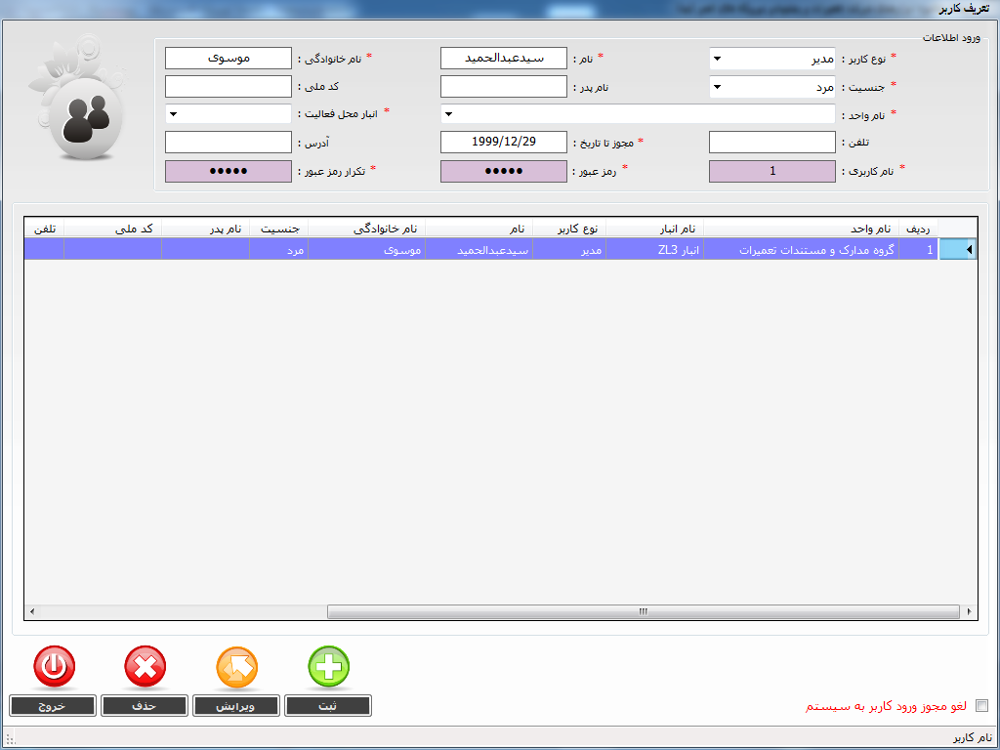 تعریف کاربر
ورود اطلاعات
* نوع کاربر : مدیر * نام : سیدعبدالحمید * نام خانوادگی : موسوی
* جنسیت : مرد نام پدر : کد ملی :
* نام واحد : * انبار محل فعالیت :
تلفن : * مجوز تا تاریخ : 1999/12/29 آدرس :
* نام کاربری : 1 * رمز عبور : ●●●●● * تکرار رمز عبور : ●●●●●
ردیف نام واحد نام انبار نوع کاربر نام نام خانوادگی جنسیت نام پدر کد ملی تلفن
1 گروه مدارک و مستندات تعمیرات انبار ZL3 مدیر سیدعبدالحمید موسوی مرد
ثبت ویرایش حذف خروج
لغو مجوز ورود کاربر به سیستم
نام کاربر